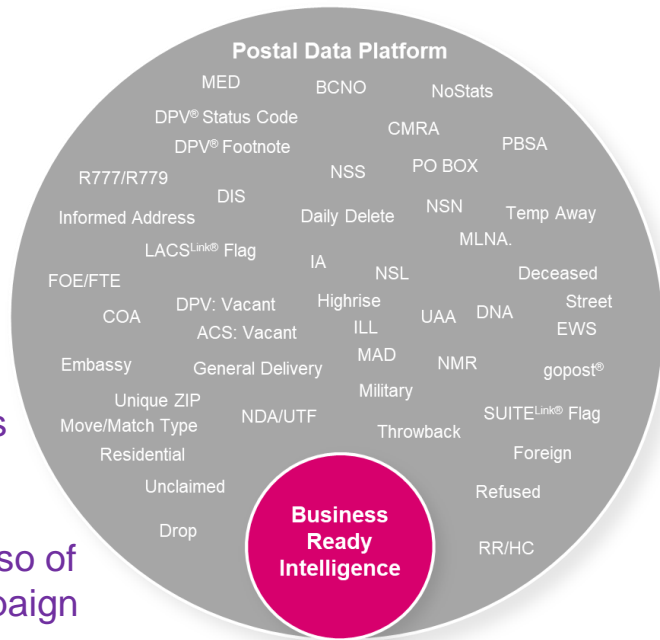 Postal Data Platform
MED
BCNO
NoStats
DPV® Status Code
CMRA
PBSA
DPV® Footnote
NSS
PO BOX
R777/R779
DIS
NSN
Temp Away
Informed Address
Daily Delete
MLNA.
LACSLink® Flag
IA
NSL
Deceased
FOE/FTE
DPV: Vacant
Highrise
Street
COA
UAA
DNA
ACS: Vacant
ILL
EWS
Embassy
General Delivery
MAD
NMR
gopost®
Military
Unique ZIP
NDA/UTF
SUITELink® Flag
s
Move/Match Type
Throwback
Residential
Foreign
Unclaimed
Refused
Drop
Business
Ready
Intelligence
RR/HC
so of
paign